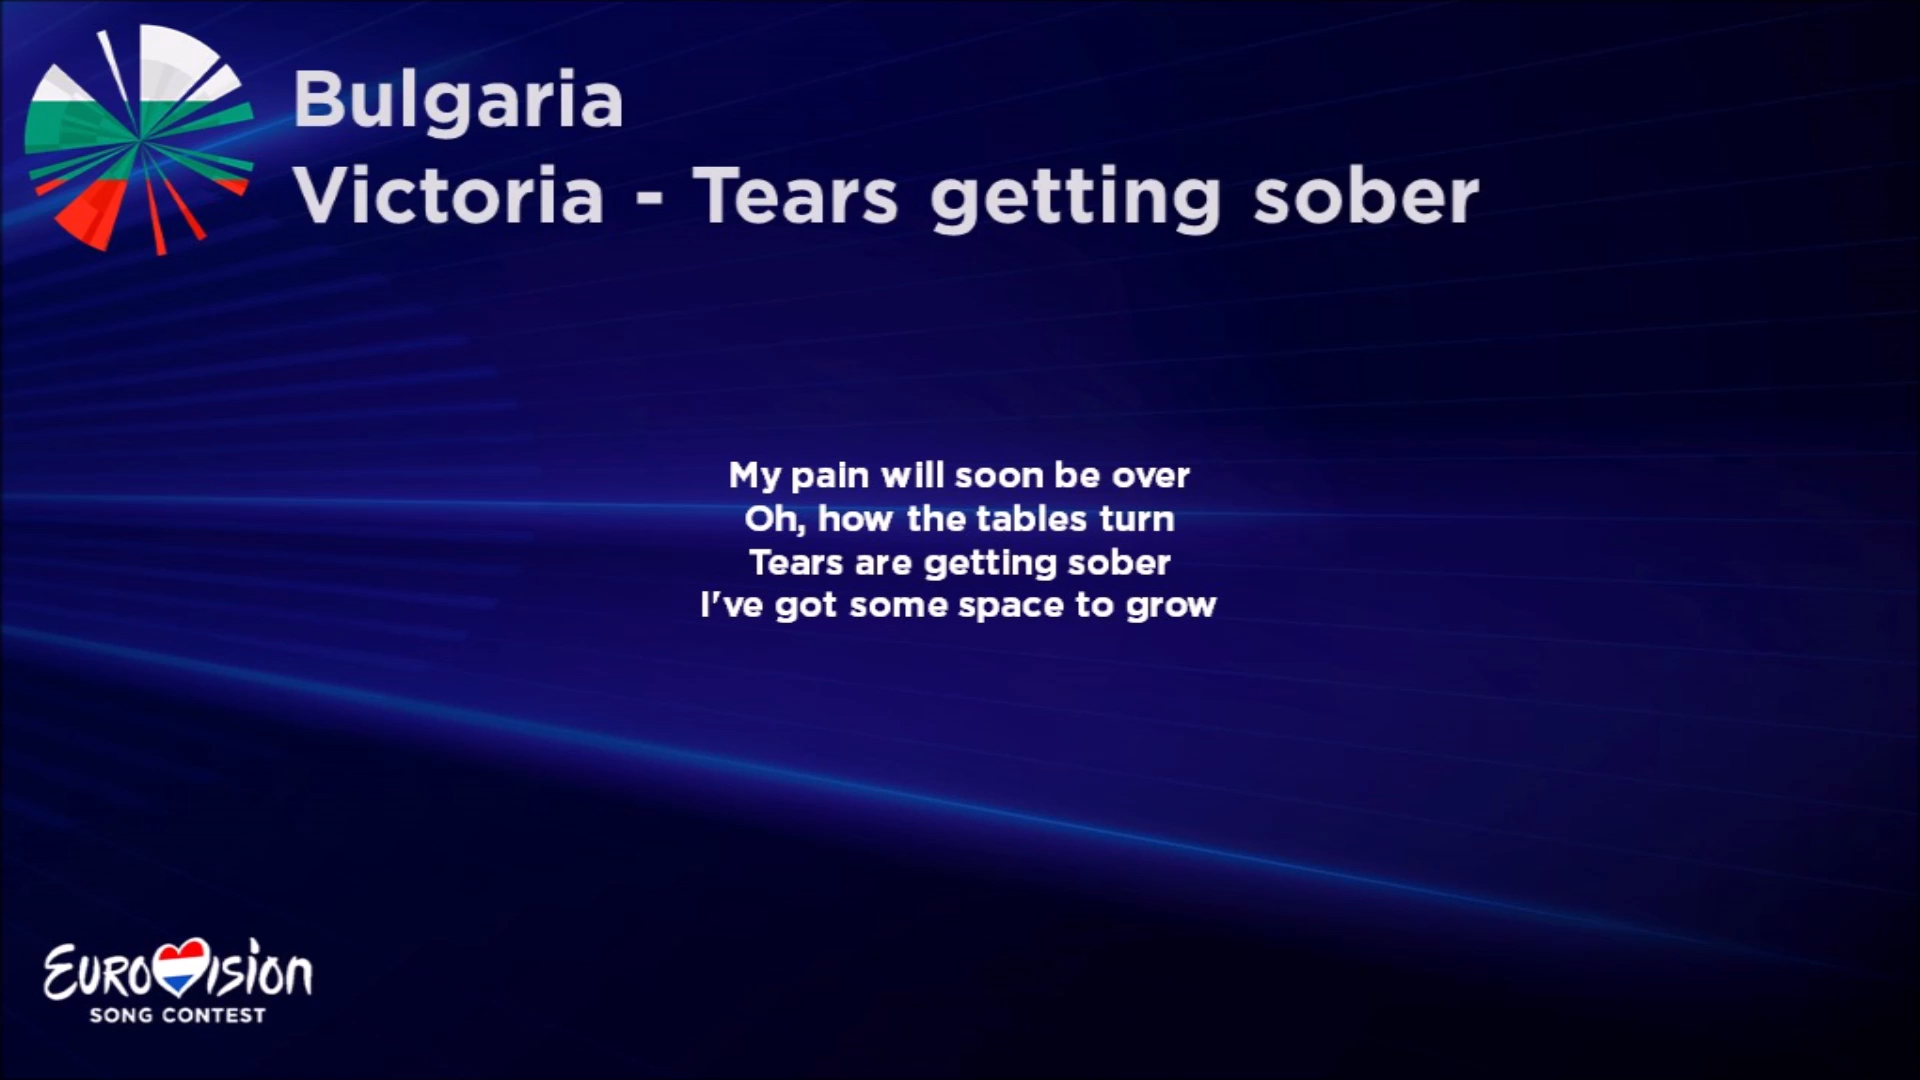 Bulgaria
Victoria - Tears getting sober
My pain will soon be over
Oh, how the tables turn
Tears are getting sober
I've got some space to grow
EUROVISION
SONG CONTEST